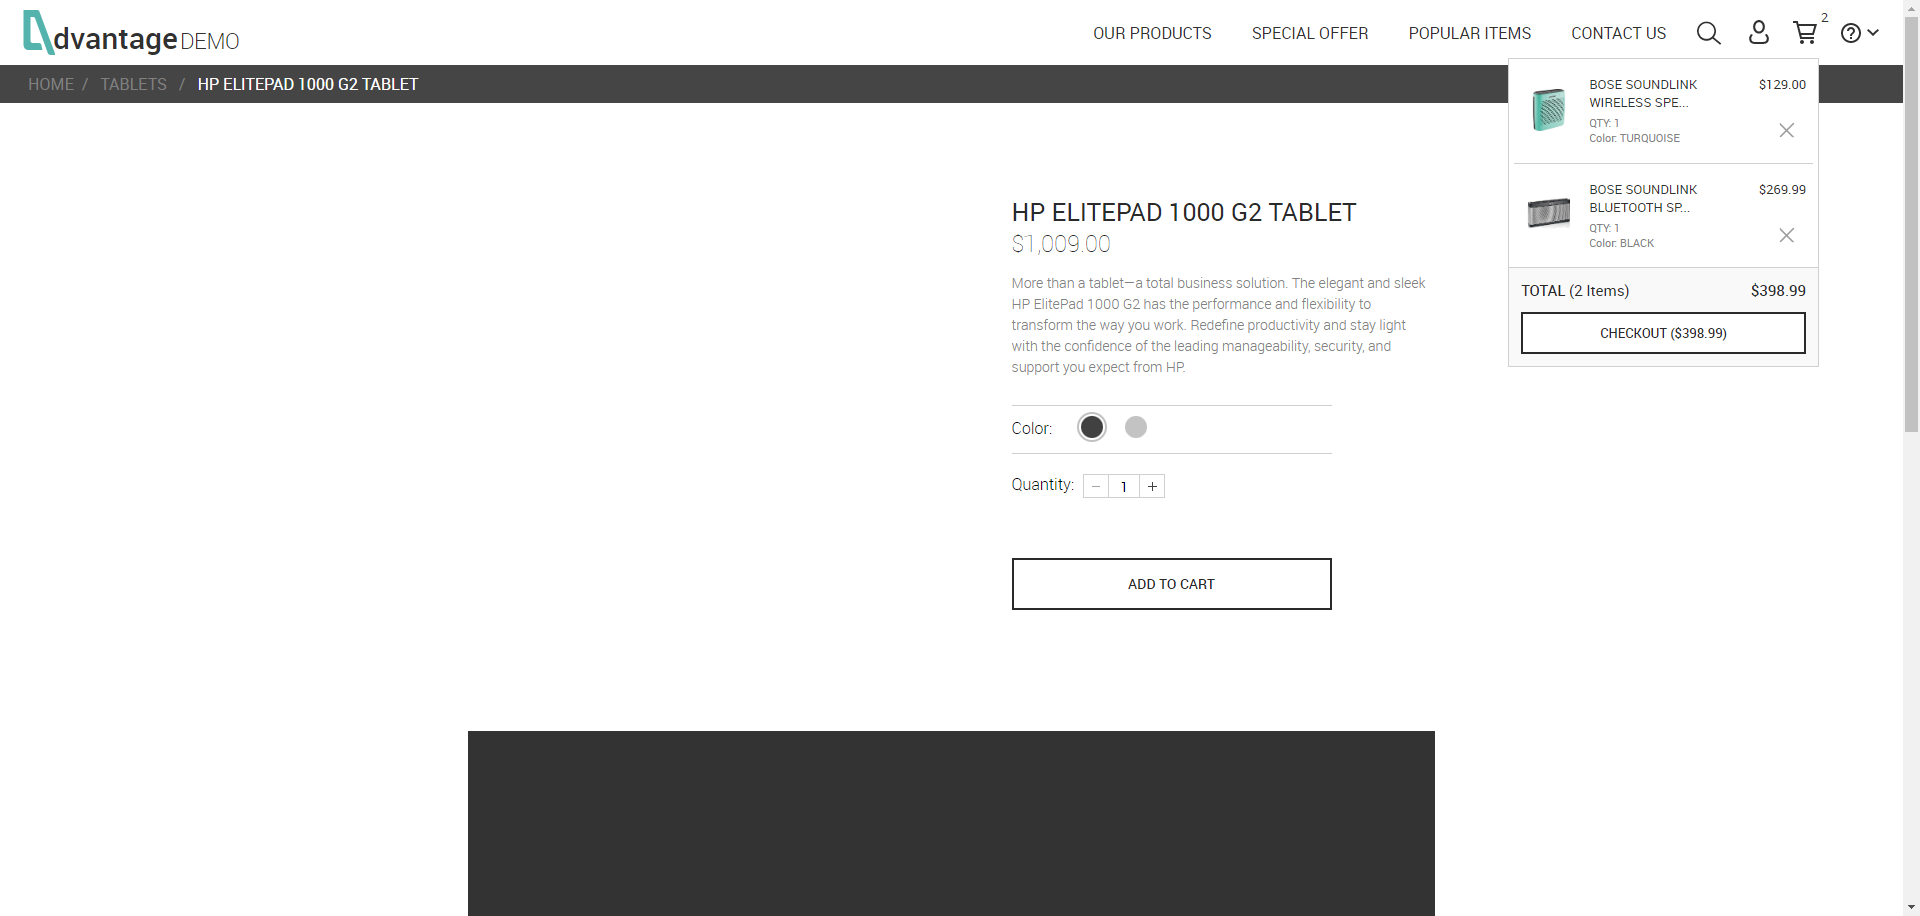 dvantage DEMO
OUR PRODUCTS
SPECIAL OFFER
POPULAR ITEMS
CONTACT US
2
HOME / TABLETS / HP ELITEPAD 1000 G2 TABLET
BOSE SOUNDLINK
WIRELESS SPE...
$129.00
QTY: 1
Color: TURQUOISE
BOSE SOUNDLINK
BLUETOOTH SP...
$269.99
QTY: 1
Color: BLACK
TOTAL (2 Items)
$398.99
CHECKOUT ($398.99)
HP ELITEPAD 1000 G2 TABLET
$1,009.00
More than a tablet—a total business solution. The elegant and sleek
HP ElitePad 1000 G2 has the performance and flexibility to
transform the way you work. Redefine productivity and stay light
with the confidence of the leading manageability, security, and
support you expect from HP.
Color:
Quantity:
− 1 +
ADD TO CART